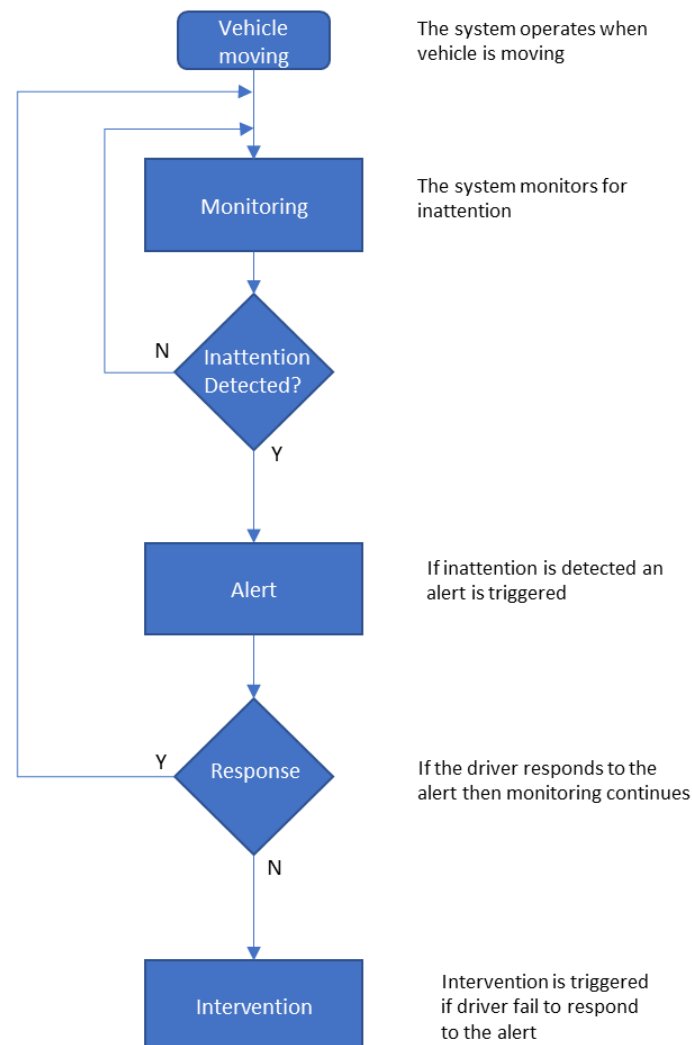 Vehicle
moving
The system operates when
vehicle is moving
Monitoring
The system monitors for
inattention
N
Inattention
Detected?
Y
Alert
If inattention is detected an
alert is triggered
Y
Response
If the driver responds to the
alert then monitoring continues
N
Intervention
Intervention is triggered
if driver fail to respond
to the alert